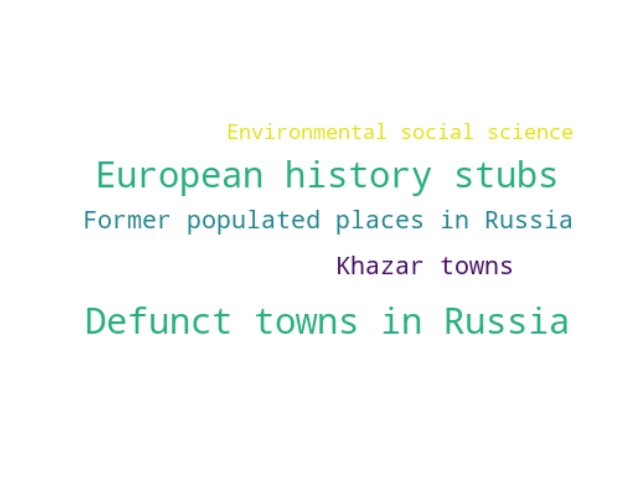 Environmental social science
European history stubs
Former populated places in Russia
Khazar towns
Defunct towns in Russia